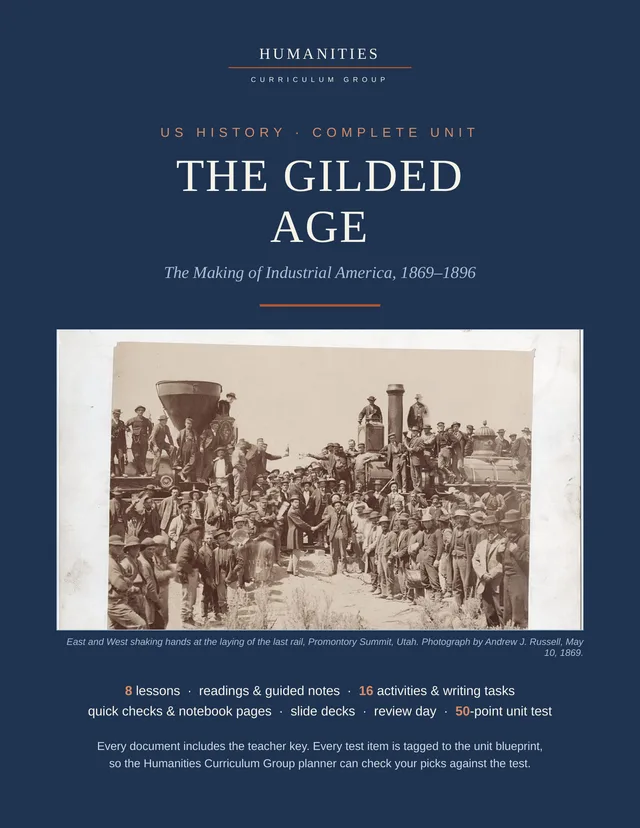 HUMANITIES
CURRICULUM GROUP
US HISTORY · COMPLETE UNIT
THE GILDED
AGE
The Making of Industrial America, 1869–1896
East and West shaking hands at the laying of the last rail, Promontory Summit, Utah. Photograph by Andrew J. Russell, May
10, 1869.
8 lessons · readings & guided notes · 16 activities & writing tasks
quick checks & notebook pages · slide decks · review day · 50-point unit test
Every document includes the teacher key. Every test item is tagged to the unit blueprint,
so the Humanities Curriculum Group planner can check your picks against the test.